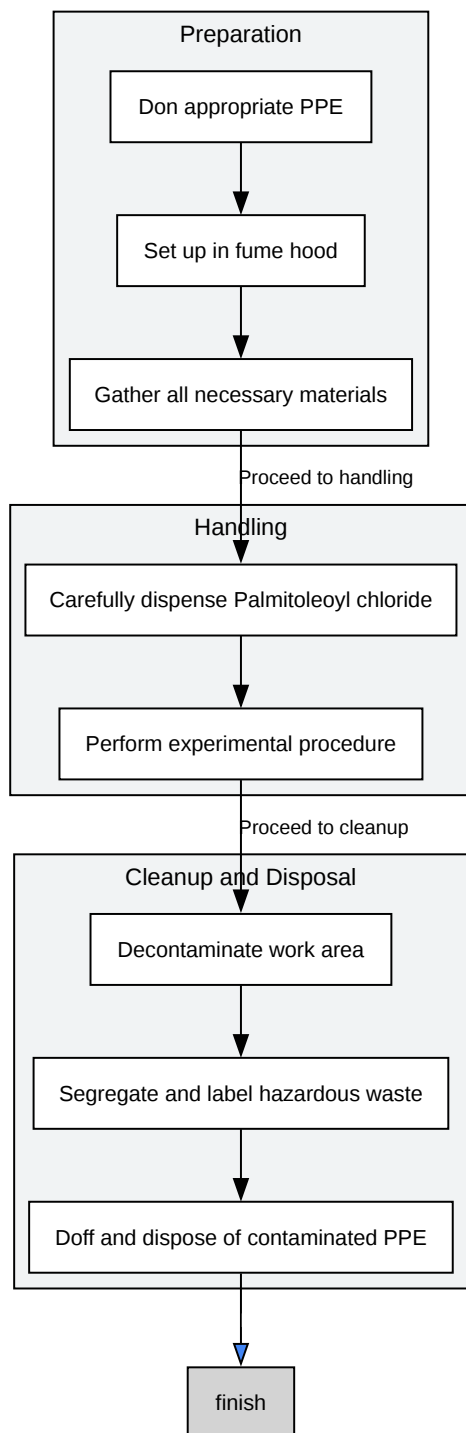 Preparation
Don appropriate PPE
Set up in fume hood
Gather all necessary materials
Proceed to handling
Handling
Carefully dispense Palmitoleoyl chloride
Perform experimental procedure
Proceed to cleanup
Cleanup and Disposal
Decontaminate work area
Segregate and label hazardous waste
Doff and dispose of contaminated PPE
finish